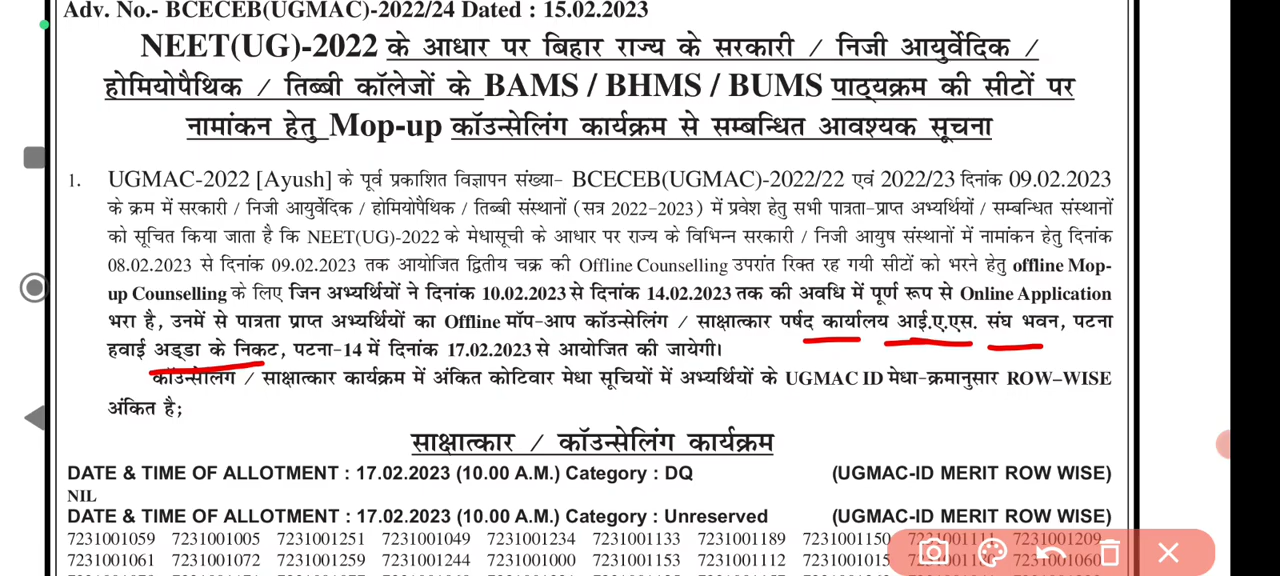 Adv. No.- BCECEB(UGMAC)-2022/24 Dated : 15.02.2023
NEET(UG)-2022 के आधार पर बिहार राज्य के सरकारी / निजी आयुर्वेदिक /
होमियोपैथिक / तिब्बी कॉलेजों के BAMS / BHMS / BUMS पाठ्यक्रम की सीटों पर
नामांकन हेतु Mop-up कॉउन्सेलिंग कार्यक्रम से सम्बन्धित आवश्यक सूचना
1. UGMAC-2022 [Ayush] के पूर्व प्रकाशित विज्ञापन संख्या- BCECEB(UGMAC)-2022/22 एवं 2022/23 दिनांक 09.02.2023
के क्रम में सरकारी / निजी आयुर्वेदिक / होमियोपैथिक / तिब्बी संस्थानों (सत्र 2022-2023) में प्रवेश हेतु सभी पात्रता-प्राप्त अभ्यर्थियों / सम्बन्धित संस्थानों
को सूचित किया जाता है कि NEET(UG)-2022 के मेधासूची के आधार पर राज्य के विभिन्न सरकारी / निजी आयुष संस्थानों में नामांकन हेतु दिनांक
08.02.2023 से दिनांक 09.02.2023 तक आयोजित द्वितीय चक्र की Offline Counselling उपरांत रिक्त रह गयी सीटों को भरने हेतु offline Mop-
up Counselling के लिए जिन अभ्यर्थियों ने दिनांक 10.02.2023 से दिनांक 14.02.2023 तक की अवधि में पूर्ण रूप से Online Application
भरा है, उनमें से पात्रता प्राप्त अभ्यर्थियों का Offline मॉप-आप कॉउन्सेलिंग / साक्षात्कार पर्षद कार्यालय आई.ए.एस. संघ भवन, पटना
हवाई अड्डा के निकट, पटना-14 में दिनांक 17.02.2023 से आयोजित की जायेगी।
कॉउन्सेलिंग / साक्षात्कार कार्यक्रम में अंकित कोटिवार मेधा सूचियों में अभ्यर्थियों के UGMAC ID मेधा-क्रमानुसार ROW-WISE
अंकित है;
साक्षात्कार / कॉउन्सेलिंग कार्यक्रम
DATE & TIME OF ALLOTMENT : 17.02.2023 (10.00 A.M.) Category : DQ (UGMAC-ID MERIT ROW WISE)
NIL
DATE & TIME OF ALLOTMENT : 17.02.2023 (10.00 A.M.) Category : Unreserved (UGMAC-ID MERIT ROW WISE)
7231001059 7231001005 7231001251 7231001049 7231001234 7231001133 7231001189 7231001150 7231001111 7231001209
7231001061 7231001072 7231001259 7231001244 7231001000 7231001153 7231001112 7231001015 7231001060